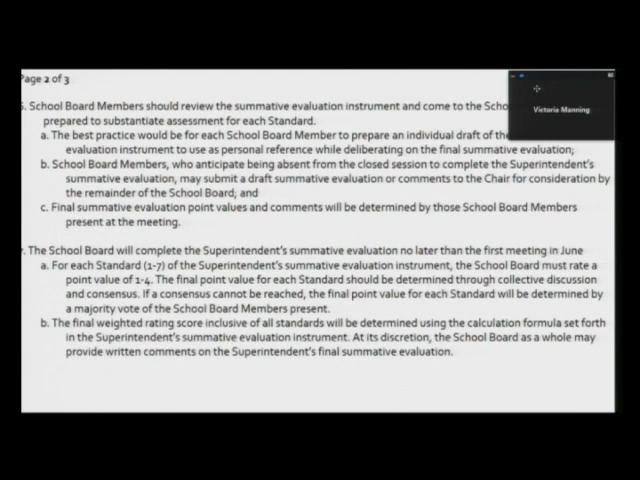 Page 2 of 3
Victoria Manning
6. School Board Members should review the summative evaluation instrument and come to the Scho
prepared to substantiate assessment for each Standard.
a. The best practice would be for each School Board Member to prepare an individual draft of the
evaluation instrument to use as personal reference while deliberating on the final summative evaluation;
b. School Board Members, who anticipate being absent from the closed session to complete the Superintendent's
summative evaluation, may submit a draft summative evaluation or comments to the Chair for consideration by
the remainder of the School Board; and
c. Final summative evaluation point values and comments will be determined by those School Board Members
present at the meeting.
. The School Board will complete the Superintendent's summative evaluation no later than the first meeting in June
a. For each Standard (1-7) of the Superintendent's summative evaluation instrument, the School Board must rate a
point value of 1-4. The final point value for each Standard should be determined through collective discussion
and consensus. If a consensus cannot be reached, the final point value for each Standard will be determined by
a majority vote of the School Board Members present.
b. The final weighted rating score inclusive of all standards will be determined using the calculation formula set forth
in the Superintendent's summative evaluation instrument. At its discretion, the School Board as a whole may
provide written comments on the Superintendent's final summative evaluation.